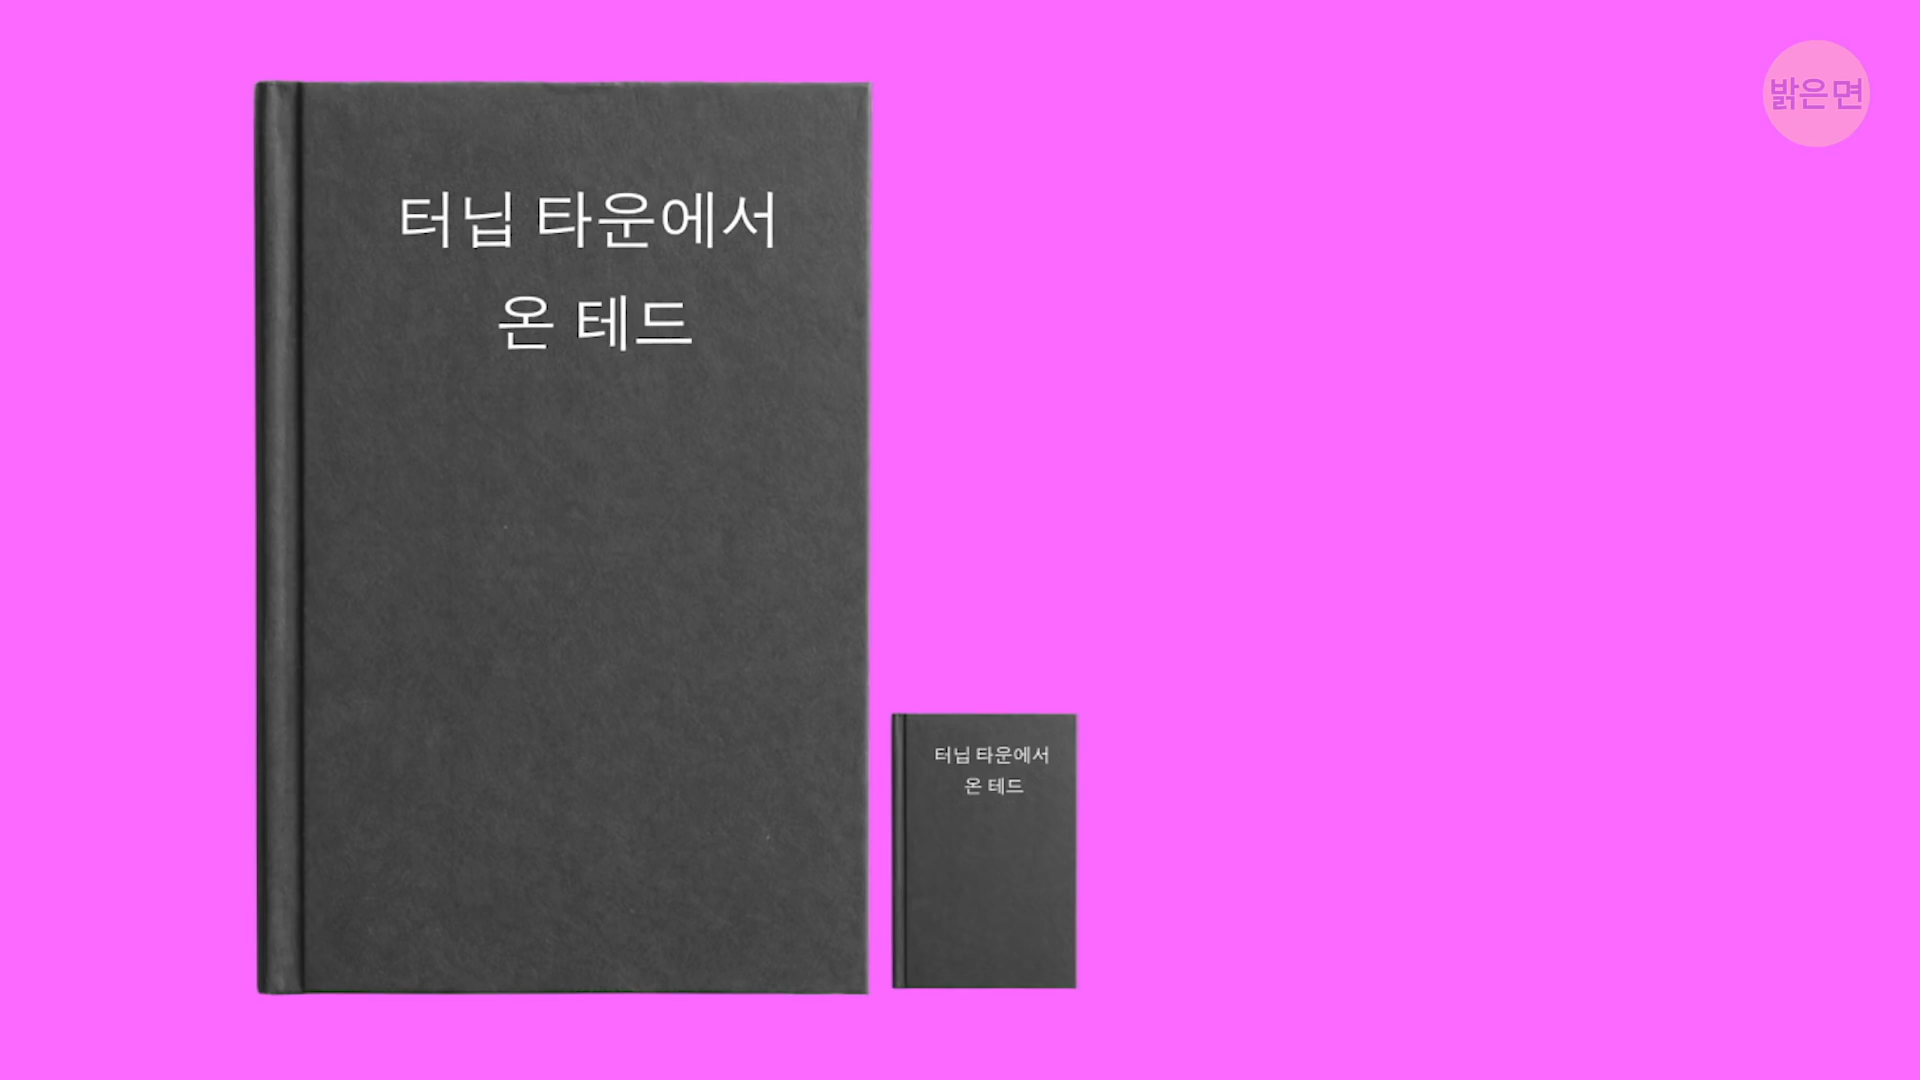 터닙 타운에서
온 테드
터닙 타운에서
온 테드
밝은면